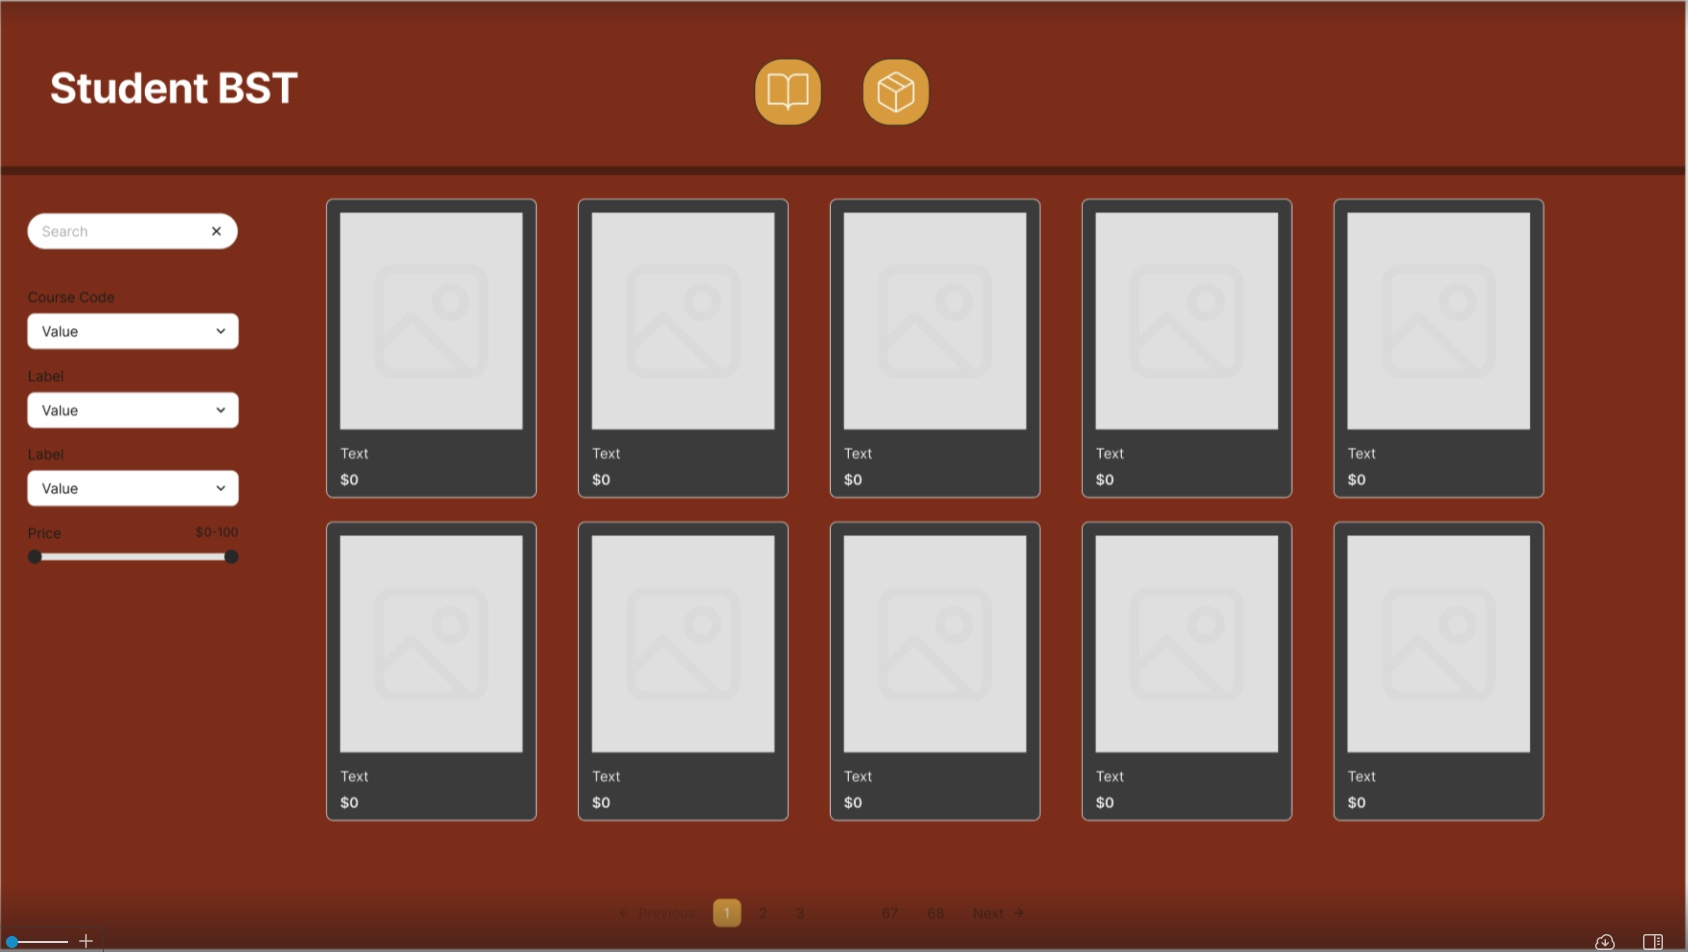 Student BST
Search
Course Code
Value
Label
Value
Label
Value
Price $0-100
Text Text Text Text Text
$0 $0 $0 $0 $0
Text Text Text Text Text
$0 $0 $0 $0 $0
Previous 1 2 3 67 68 Next